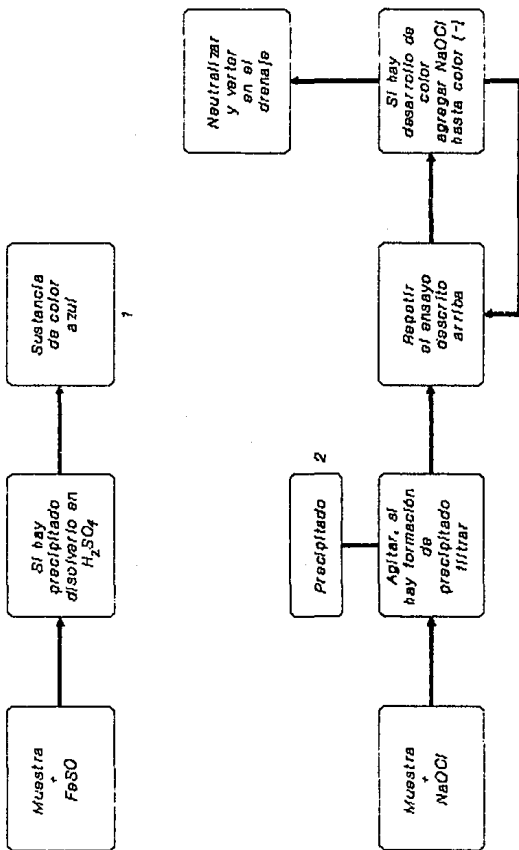 Muestra
+
FeSO
Si hay
precipitado
disolverlo en
H₂SO₄
Sustancia
de color
azúl
1
Muestra
+
NaOCl
Agitar, si
hay formación
de
precipitado
filtrar
Precipitado
2
Repetir
el ensayo
descrito
arriba
Si hay
desarrollo de
color
agregar NaOCl
hasta color (-)
Neutralizar
y verter
en el
drenaje